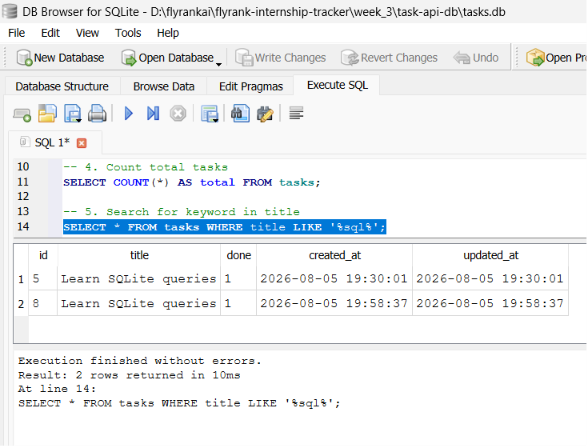 DB Browser for SQLite - D:\flyrankai\flyrank-internship-tracker\week_3\task-api-db\tasks.db
File Edit View Tools Help
New Database Open Database Write Changes Revert Changes Undo Open Pro
Database Structure Browse Data Edit Pragmas Execute SQL
SQL 1*
10 -- 4. Count total tasks
11 SELECT COUNT(*) AS total FROM tasks;
12
13 -- 5. Search for keyword in title
14 SELECT * FROM tasks WHERE title LIKE '%sql%';
id title done created_at updated_at
1 5 Learn SQLite queries 1 2026-08-05 19:30:01 2026-08-05 19:30:01
2 8 Learn SQLite queries 1 2026-08-05 19:58:37 2026-08-05 19:58:37
Execution finished without errors.
Result: 2 rows returned in 10ms
At line 14:
SELECT * FROM tasks WHERE title LIKE '%sql%';